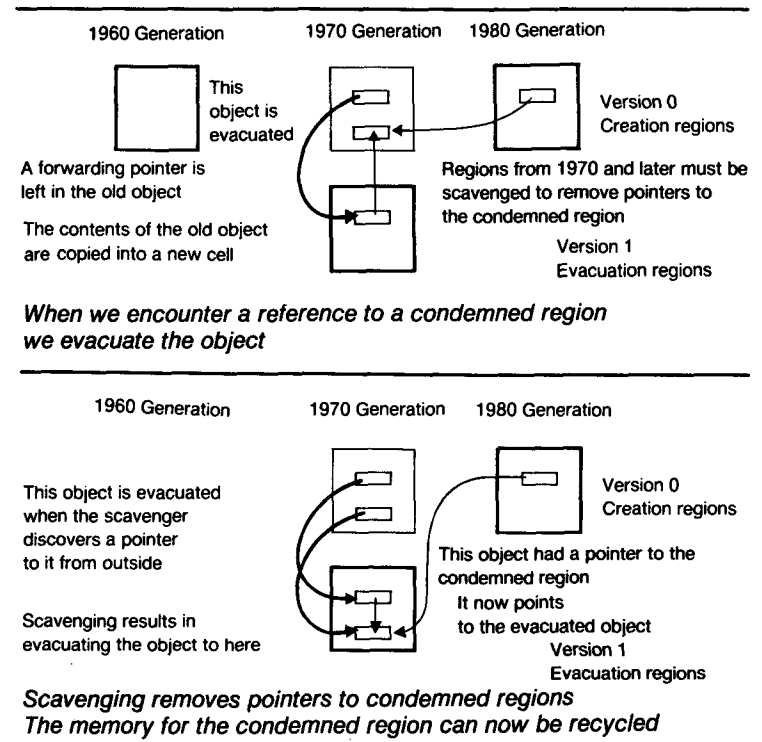 1960 Generation
1970 Generation
1980 Generation
This
object is
evacuated
Version 0
Creation regions
A forwarding pointer is
left in the old object
Regions from 1970 and later must be
scavenged to remove pointers to
the condemned region
The contents of the old object
are copied into a new cell
Version 1
Evacuation regions
When we encounter a reference to a condemned region
we evacuate the object
1960 Generation
1970 Generation
1980 Generation
This object is evacuated
when the scavenger
discovers a pointer
to it from outside
Version 0
Creation regions
This object had a pointer to the
condemned region
It now points
to the evacuated object
Scavenging results in
evacuating the object to here
Version 1
Evacuation regions
Scavenging removes pointers to condemned regions
The memory for the condemned region can now be recycled